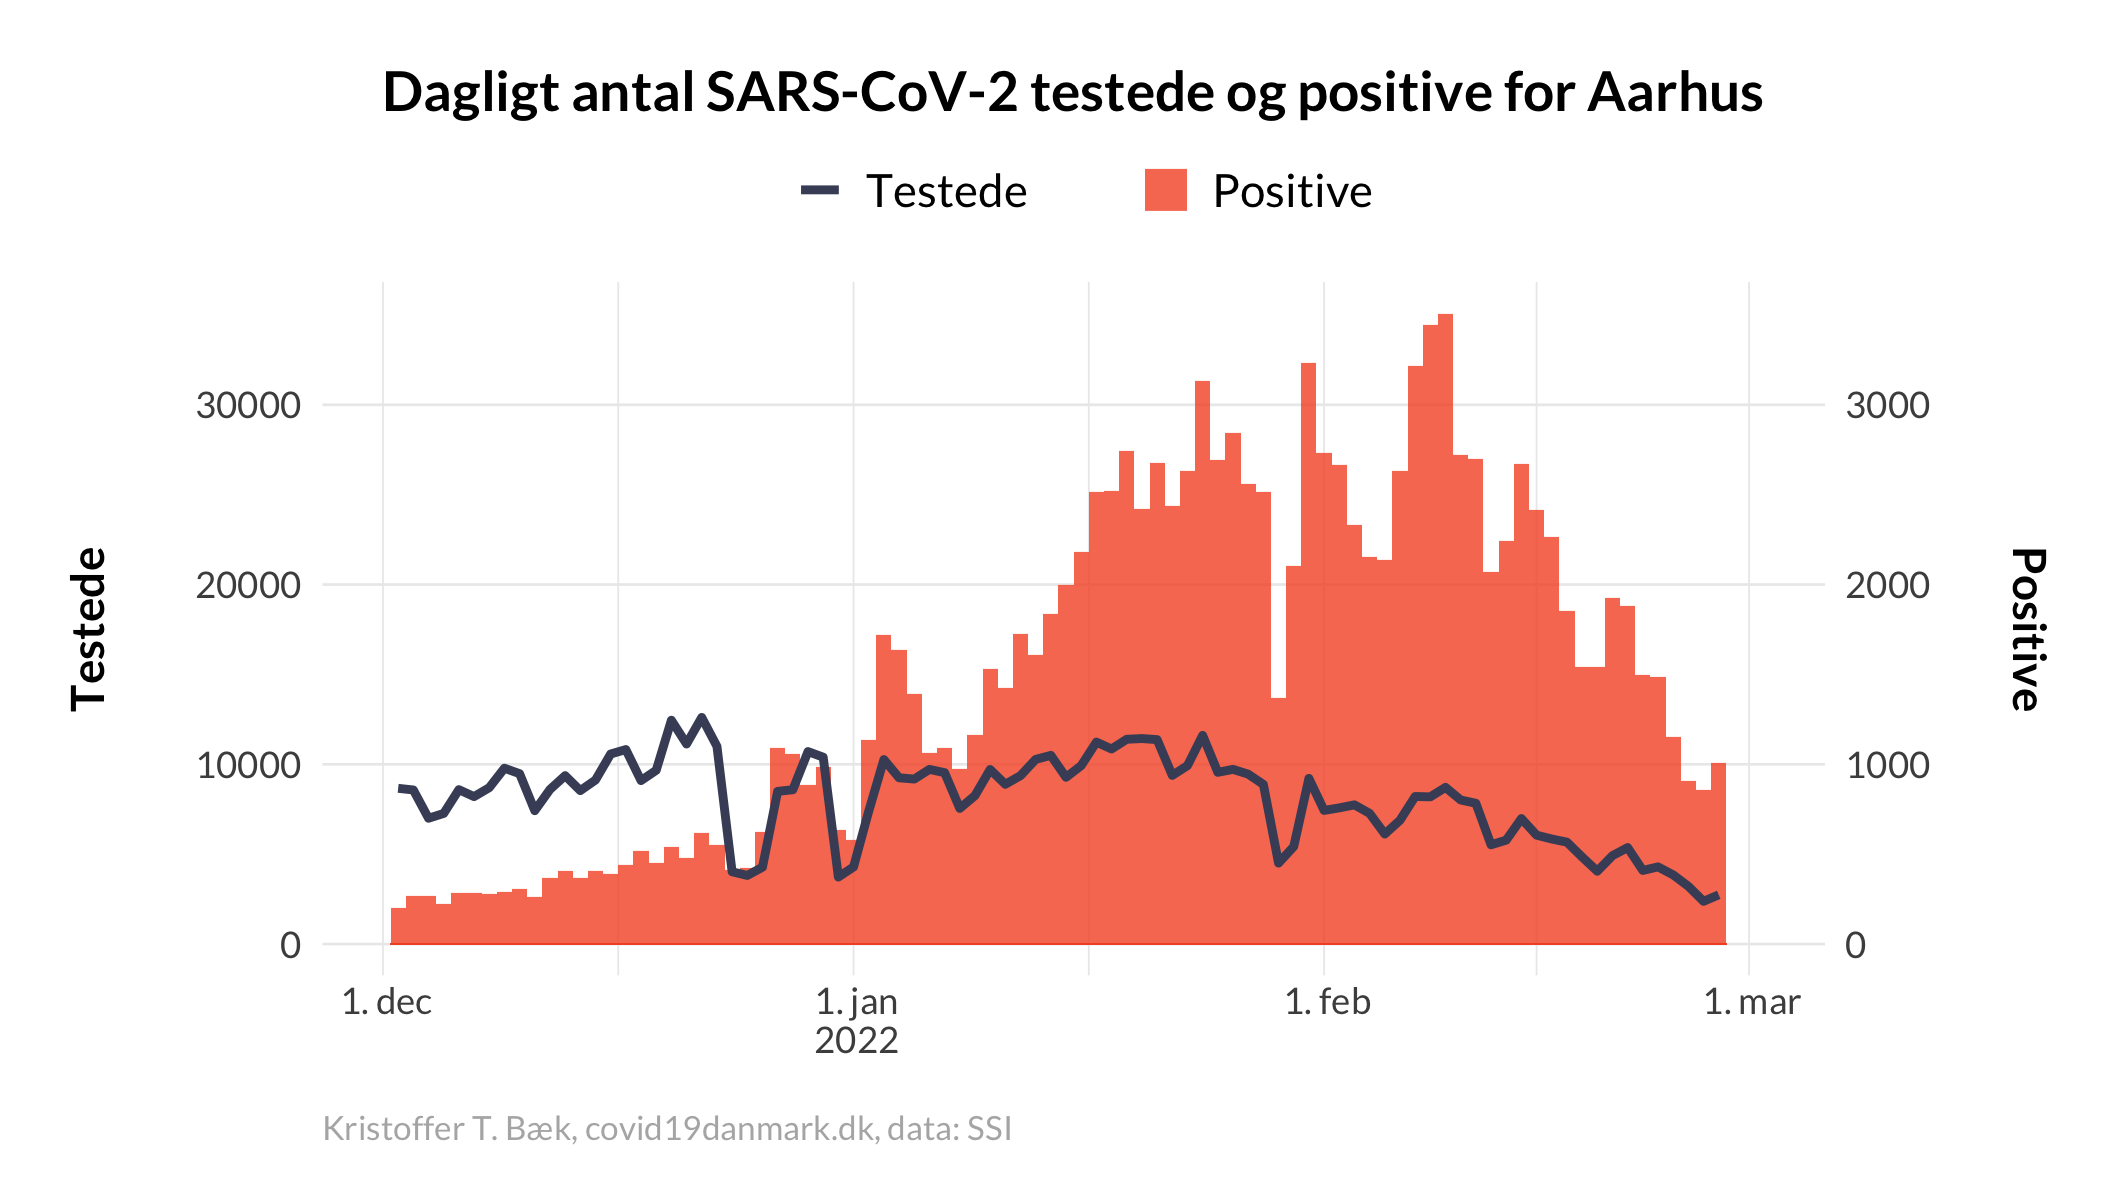 Dagligt antal SARS-CoV-2 testede og positive for Aarhus
Testede
Positive
30000
20000
10000
0
Testede
3000
2000
1000
0
Positive
1. dec
1. jan
2022
1. feb
1. mar
Kristoffer T. Bæk, covid19danmark.dk, data: SSI